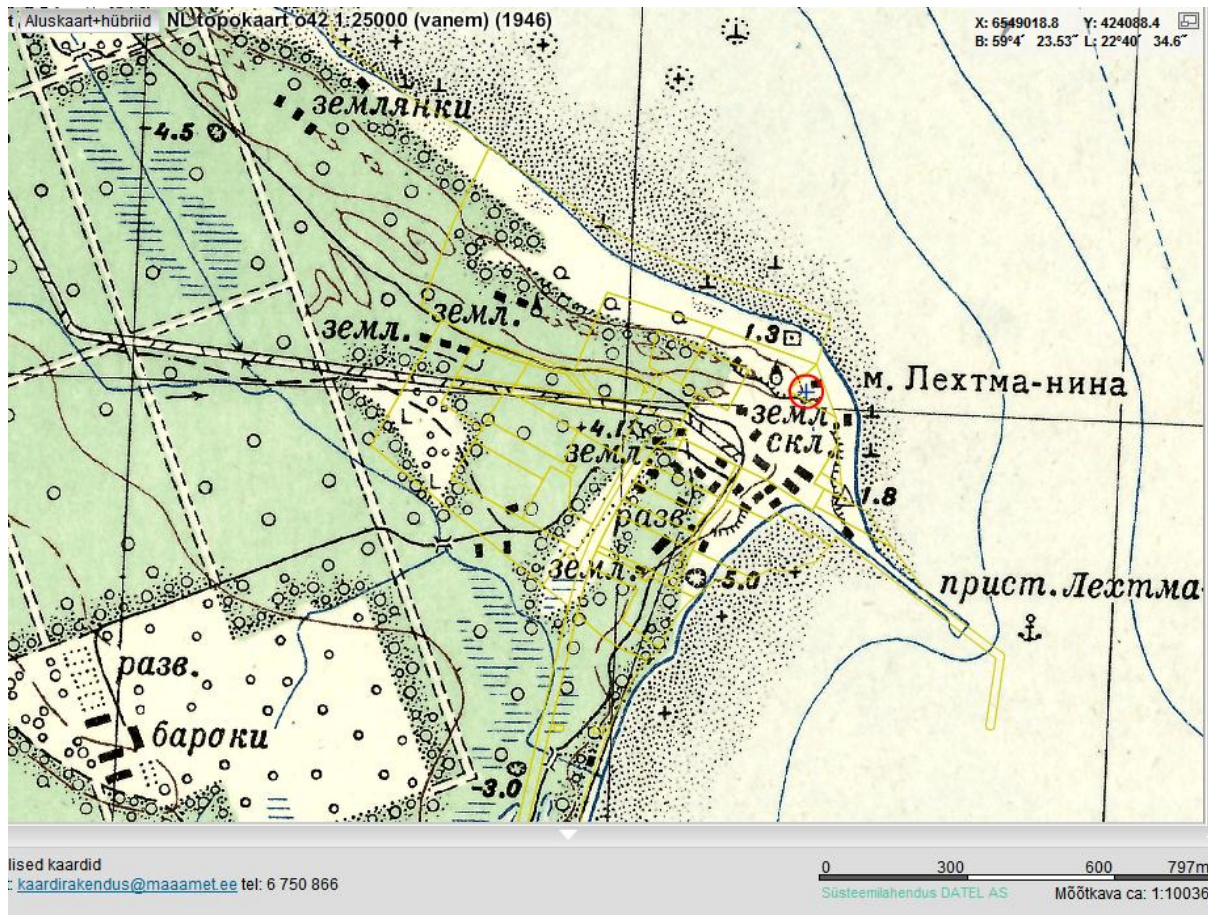 Aluskaart+hübriid NL topokaart o42 1:25000 (vanem) (1946)
X: 6549018.8 Y: 424088.4
B: 59°4´ 23.53˝ L: 22°40´ 34.6˝
землянки
-4.5
земл.
земл.
1.3
м. Лехтма-нина
земл
скл.
+4.1
земл.
1.8
разв.
земл.
-5.0
прист. Лехтма
разв.
бароки
-3.0
lised kaardid
: kaardirakendus@maaamet.ee tel: 6 750 866
0 300 600 797m
Süsteemilahendus DATEL AS Mõõtkava ca: 1:10036